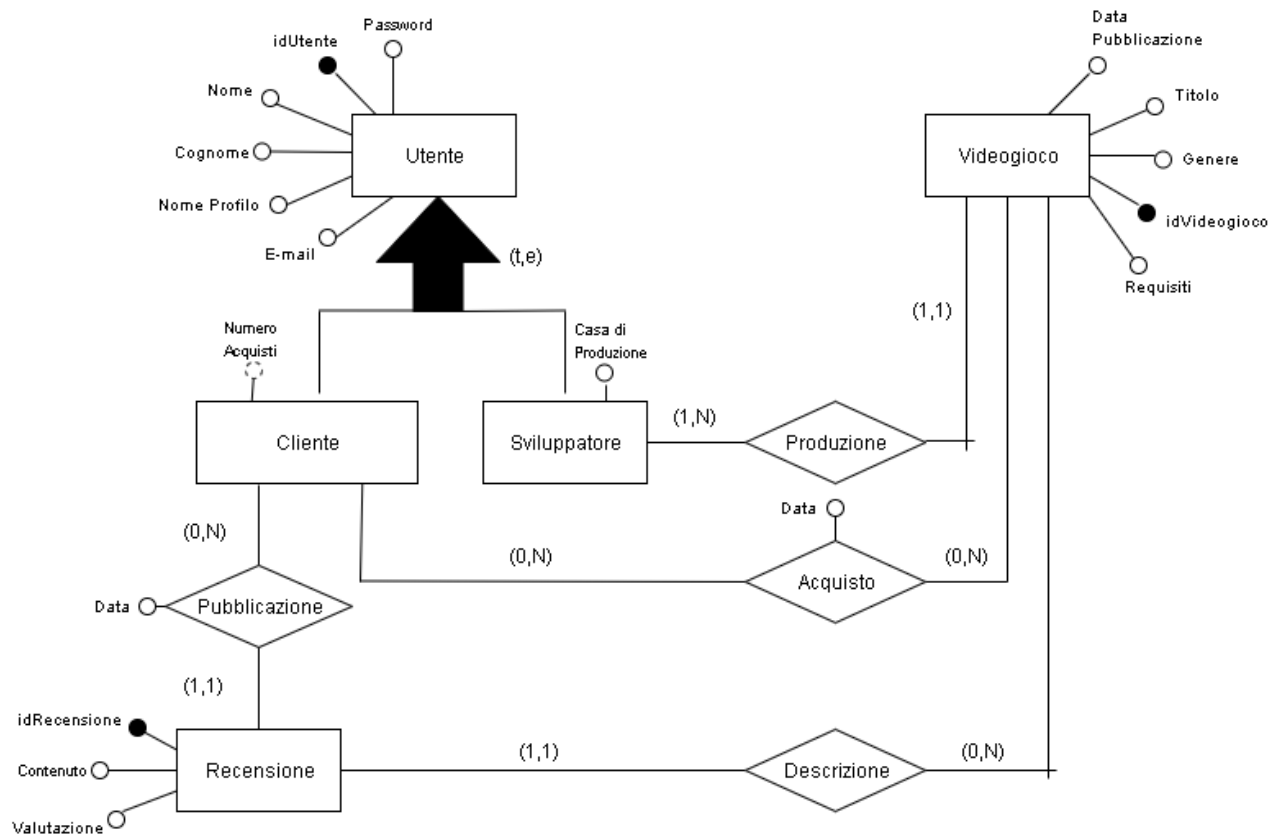 Password
idUtente
Nome
Cognome
Nome Profilo
E-mail
Utente
(t,e)
Data
Pubblicazione
Titolo
Genere
idVideogioco
Requisiti
Videogioco
(1,1)
Numero
Acquisti
Casa di
Produzione
Cliente
Sviluppatore
(1,N)
Produzione
(0,N)
(0,N)
Data
Acquisto
(0,N)
Data
Pubblicazione
(1,1)
idRecensione
Contenuto
Valutazione
Recensione
(1,1)
Descrizione
(0,N)